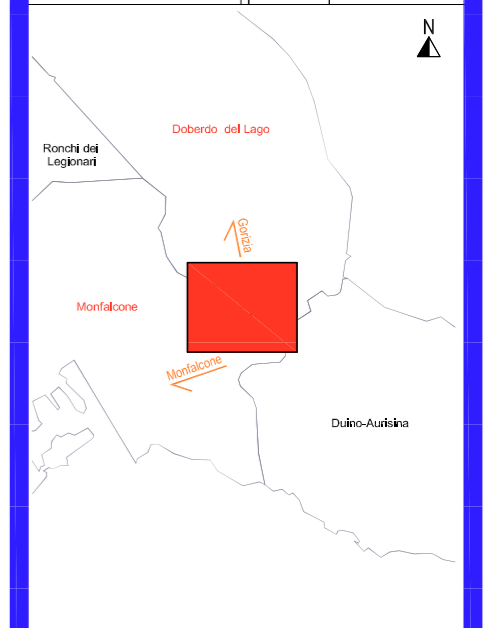 N
Doberdo del Lago
Ronchi dei
Legionari
Gorizia
Monfalcone
Monfalcone
Duino-Aurisina